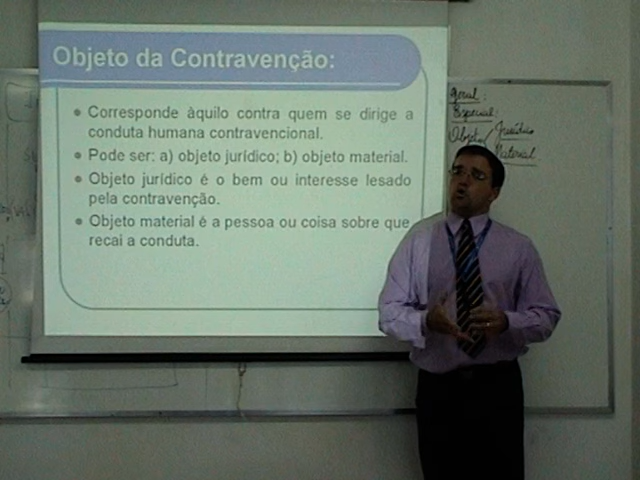 Objeto da Contravenção:
Corresponde àquilo contra quem se dirige a
conduta humana contravencional.
Pode ser: a) objeto jurídico; b) objeto material.
Objeto jurídico é o bem ou interesse lesado
pela contravenção.
Objeto material é a pessoa ou coisa sobre que
recai a conduta.
Geral:
Especial:
Objeto
Jurídico
Material